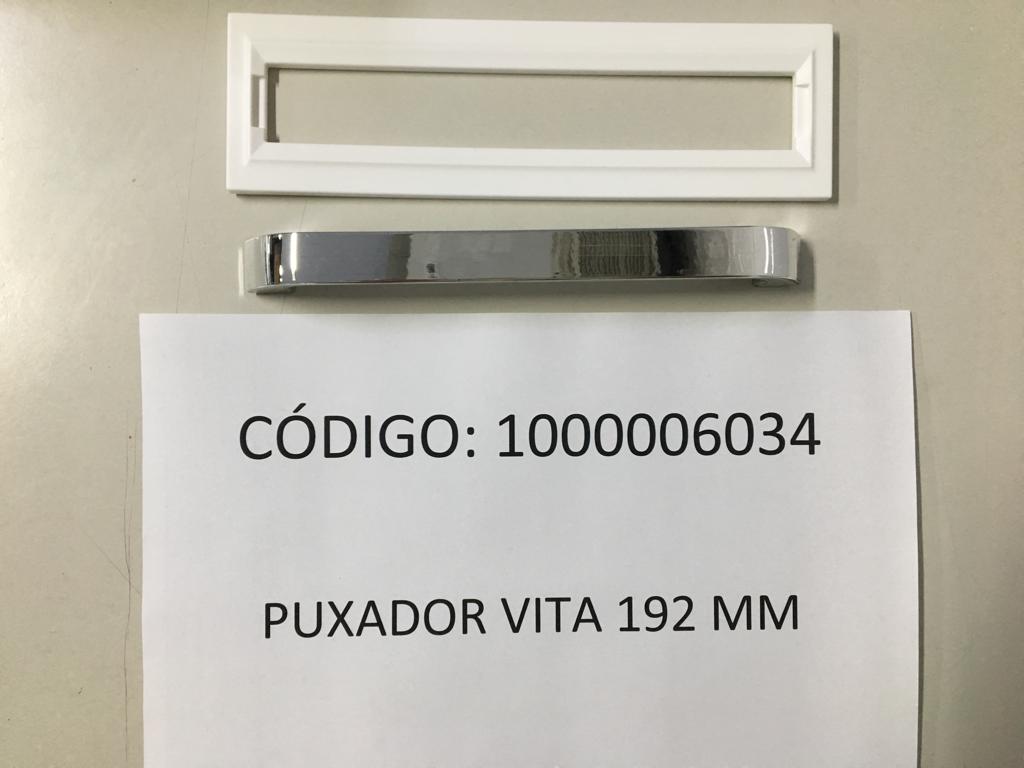 CÓDIGO: 1000006034
PUXADOR VITA 192 MM